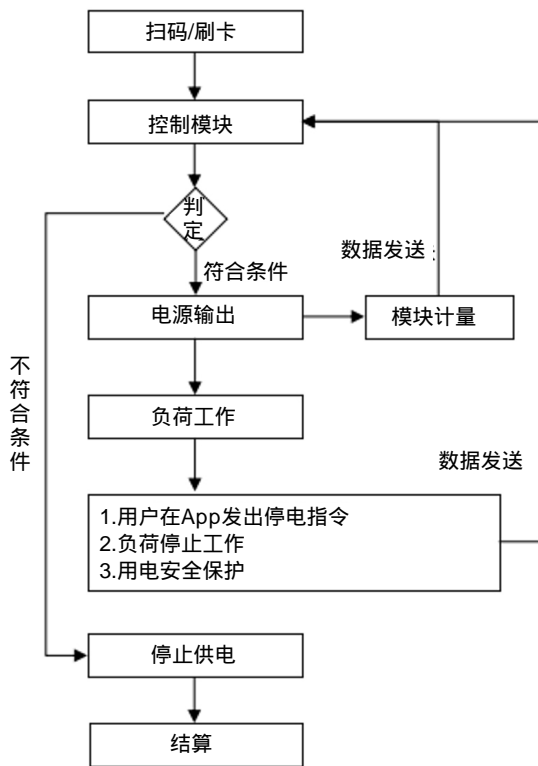 扫码/刷卡
控制模块
判
定
符合条件
数据发送
电源输出
模块计量
不
符
合
条
件
负荷工作
数据发送
1.用户在App发出停电指令
2.负荷停止工作
3.用电安全保护
停止供电
结算